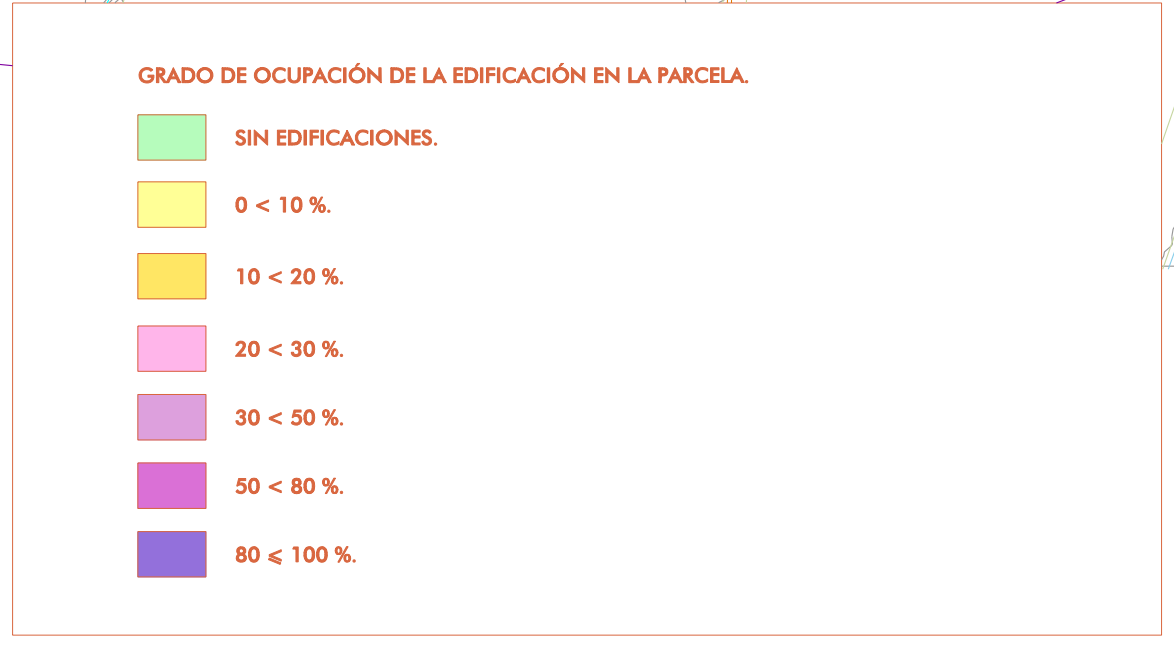 GRADO DE OCUPACIÓN DE LA EDIFICACIÓN EN LA PARCELA.
SIN EDIFICACIONES.
0 < 10 %.
10 < 20 %.
20 < 30 %.
30 < 50 %.
50 < 80 %.
80 ⩽ 100 %.